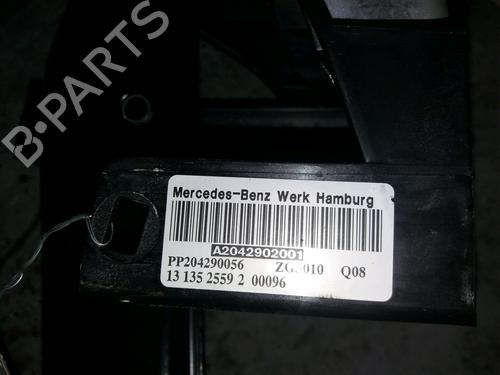 B-PARTS
Mercedes-Benz Werk Hamburg
A2042902001
PP204290056 Q08
13 135 2559 2 00096